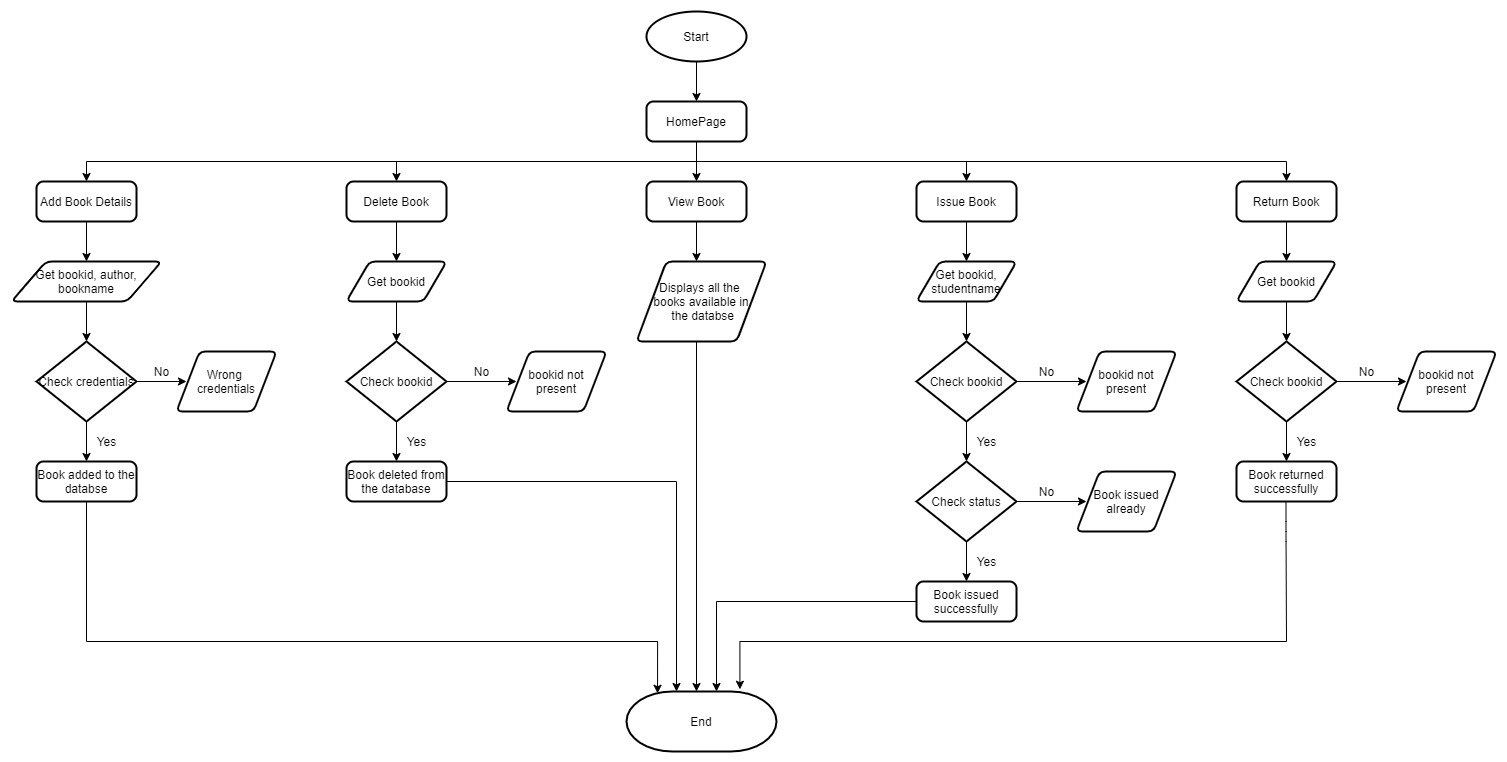 Start
HomePage
Add Book Details
Delete Book
View Book
Issue Book
Return Book
Get bookid, author,
bookname
Get bookid
Displays all the
books available in
the databse
Get bookid,
studentname
Get bookid
Check credentials
No
Wrong
credentials
Check bookid
No
bookid not
present
Check bookid
No
bookid not
present
Check bookid
No
bookid not
present
Yes
Yes
Yes
Yes
Book added to the
databse
Book deleted from
the database
Check status
No
Book issued
already
Book returned
successfully
Yes
Book issued
successfully
End